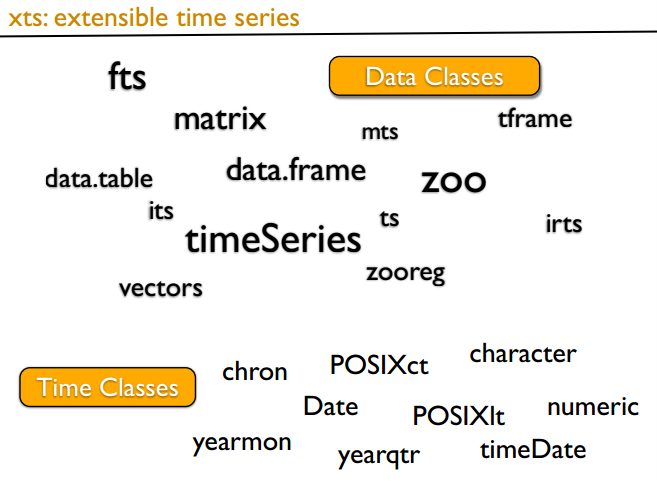 xts: extensible time series
fts
Data Classes
matrix
mts
tframe
data.table
data.frame
zoo
its
timeSeries
ts
irts
vectors
zooreg
Time Classes
chron
POSIXct
character
Date
POSIXlt
numeric
yearmon
yearqtr
timeDate